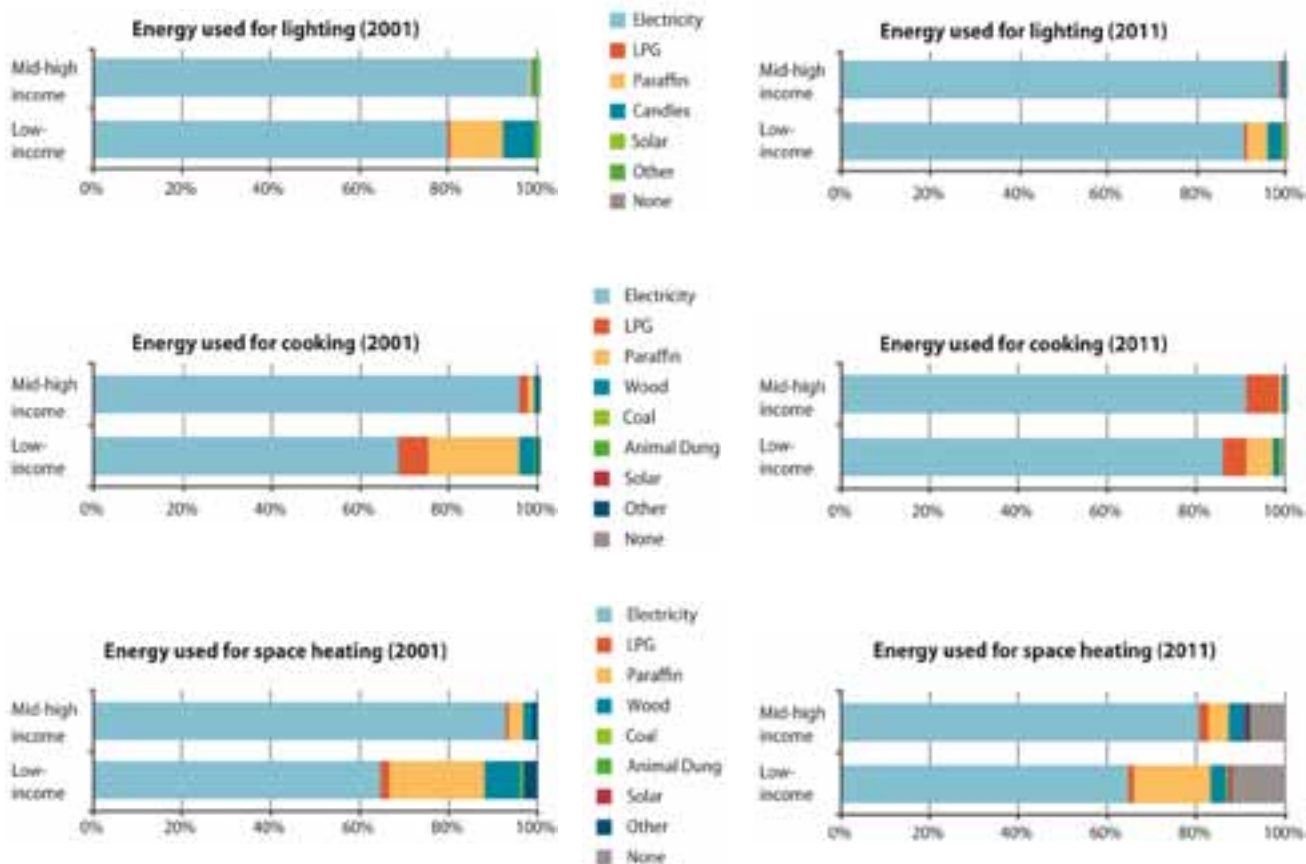 Energy used for lighting (2001)
Mid-high
income
Low-
income
0% 20% 40% 60% 80% 100%
Electricity
LPG
Paraffin
Candles
Solar
Other
None
Energy used for lighting (2011)
Mid-high
income
Low-
income
0% 20% 40% 60% 80% 100%
Energy used for cooking (2001)
Mid-high
income
Low-
income
0% 20% 40% 60% 80% 100%
Electricity
LPG
Paraffin
Wood
Coal
Animal Dung
Solar
Other
None
Energy used for cooking (2011)
Mid-high
income
Low-
income
0% 20% 40% 60% 80% 100%
Energy used for space heating (2001)
Mid-high
income
Low-
income
0% 20% 40% 60% 80% 100%
Electricity
LPG
Paraffin
Wood
Coal
Animal Dung
Solar
Other
None
Energy used for space heating (2011)
Mid-high
income
Low-
income
0% 20% 40% 60% 80% 100%